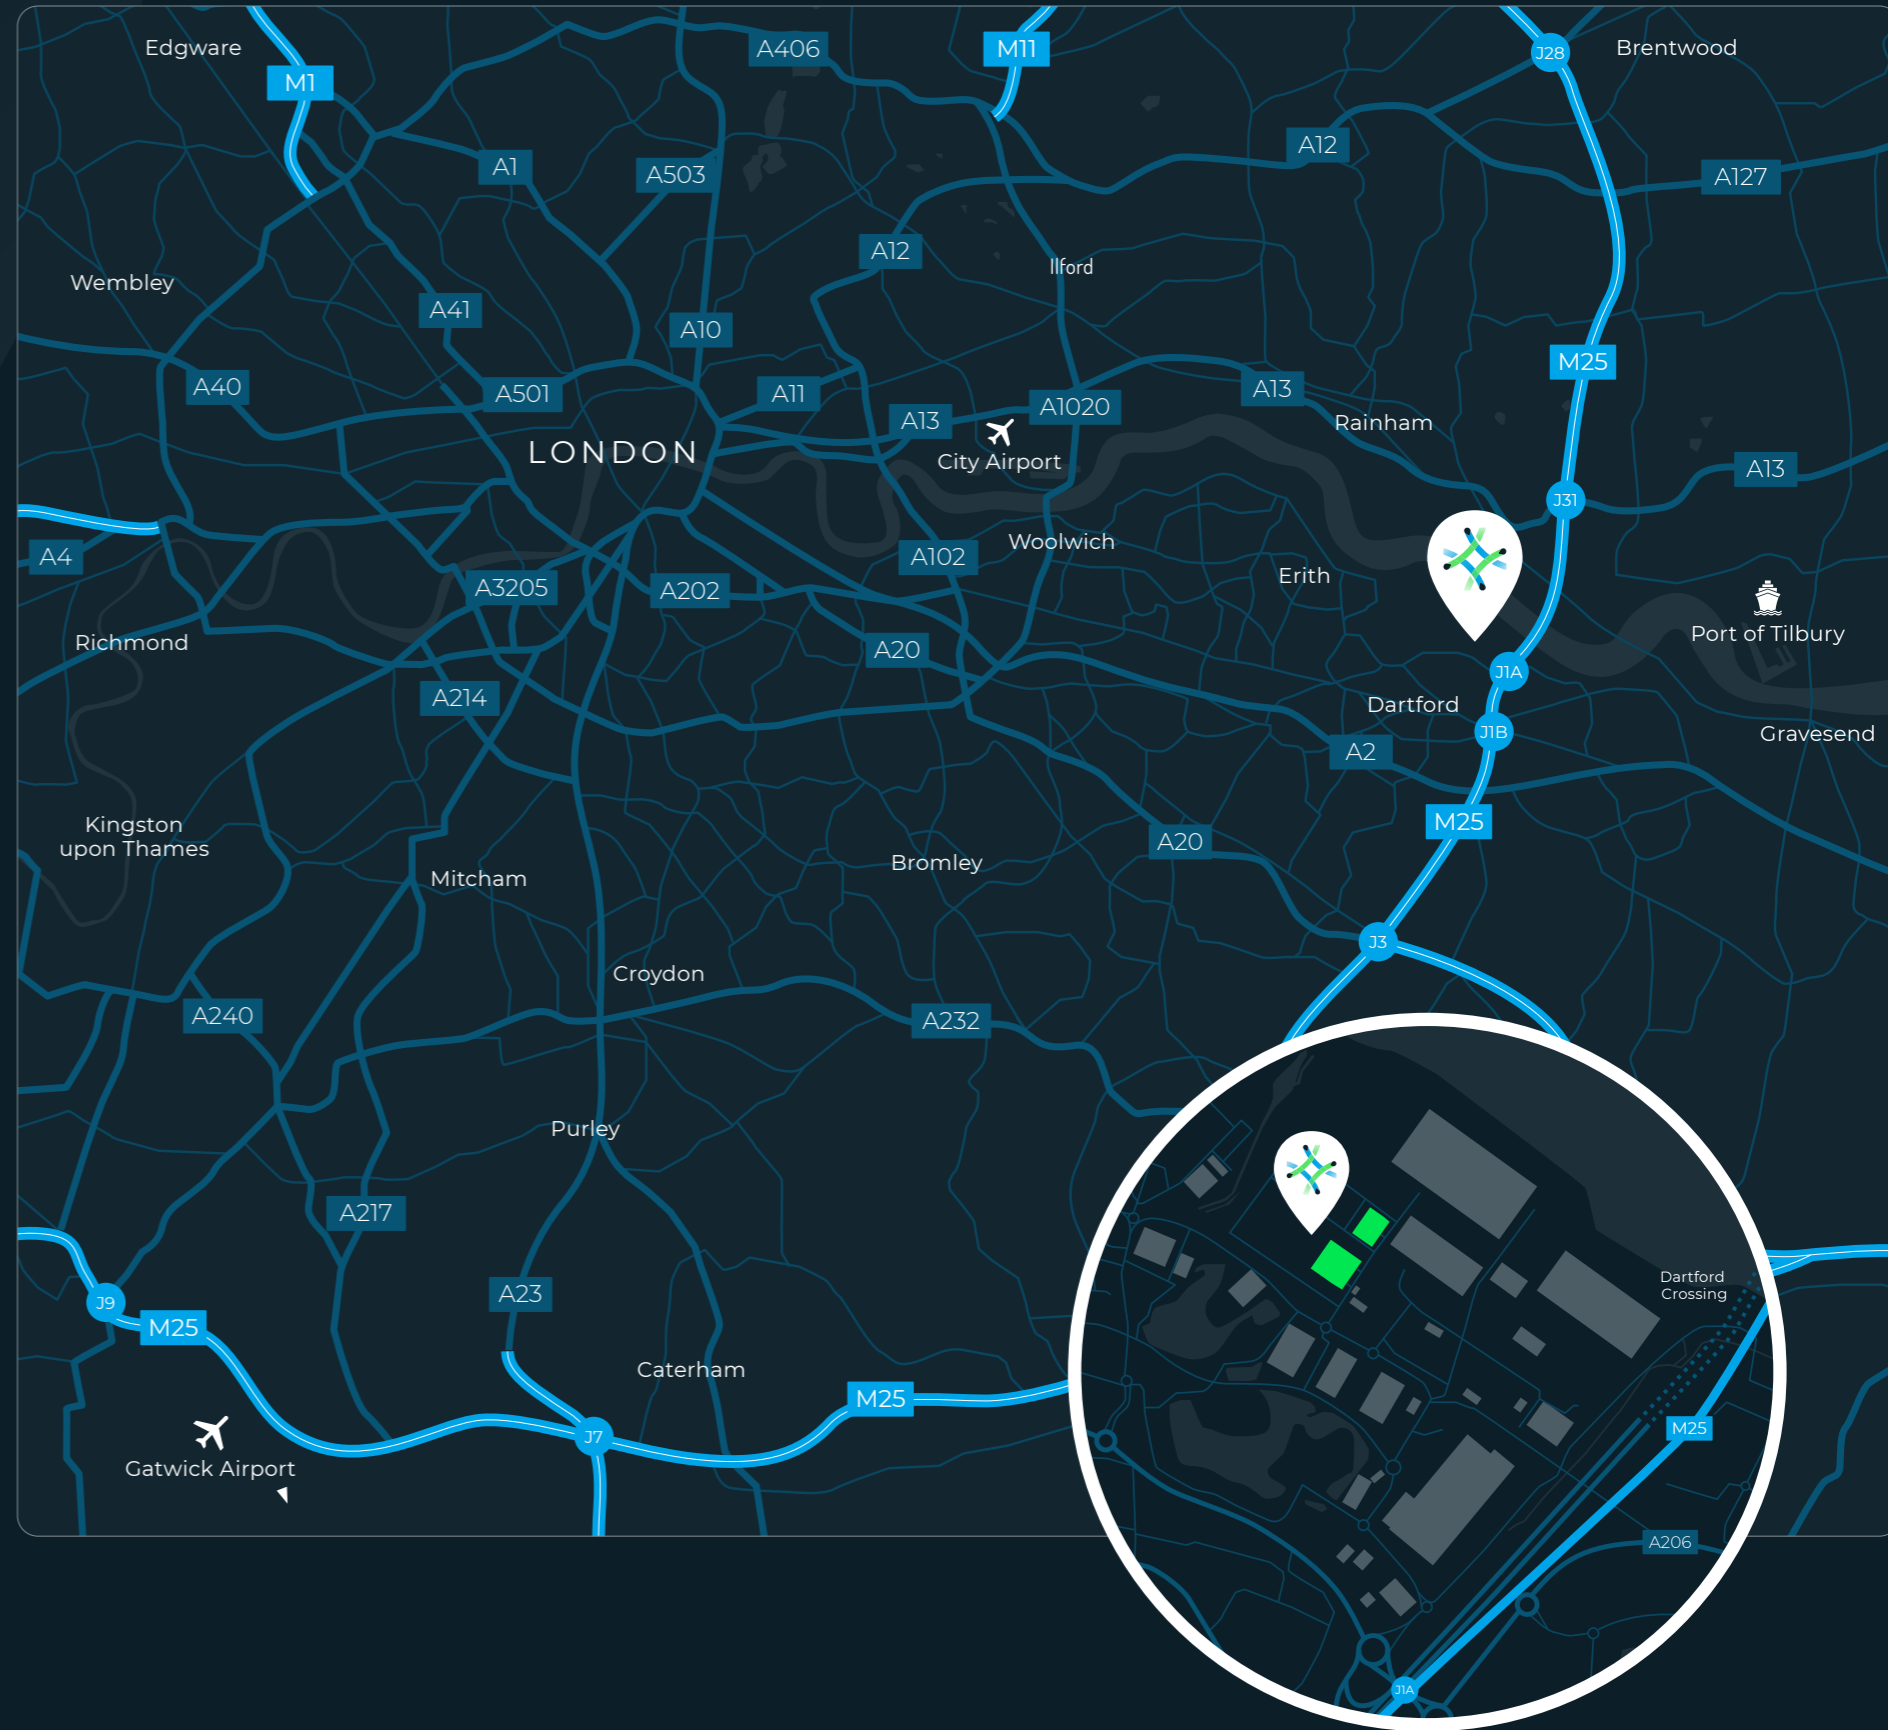 Edgware
M1
A406
M11
J28
Brentwood
A1
A503
A12
A127
A12
Ilford
Wembley
A41
A10
M25
A40
A501
A11
A13
A1020
A13
Rainham
LONDON
City Airport
A13
J31
A4
A3205
A202
A102
Woolwich
Erith
Port of Tilbury
Richmond
A214
A20
J1A
Dartford
J1B
Gravesend
A2
Kingston
upon Thames
M25
A20
Mitcham
Bromley
J3
Croydon
A240
A232
Purley
A217
A23
J9
M25
Dartford
Crossing
Caterham
M25
J7
M25
Gatwick Airport
A206
J1A